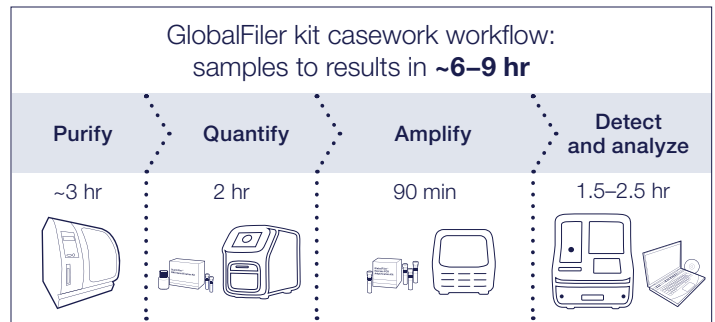 GlobalFiler kit casework workflow:
samples to results in ~6–9 hr
Purify
Quantify
Amplify
Detect
and analyze
~3 hr
2 hr
90 min
1.5–2.5 hr